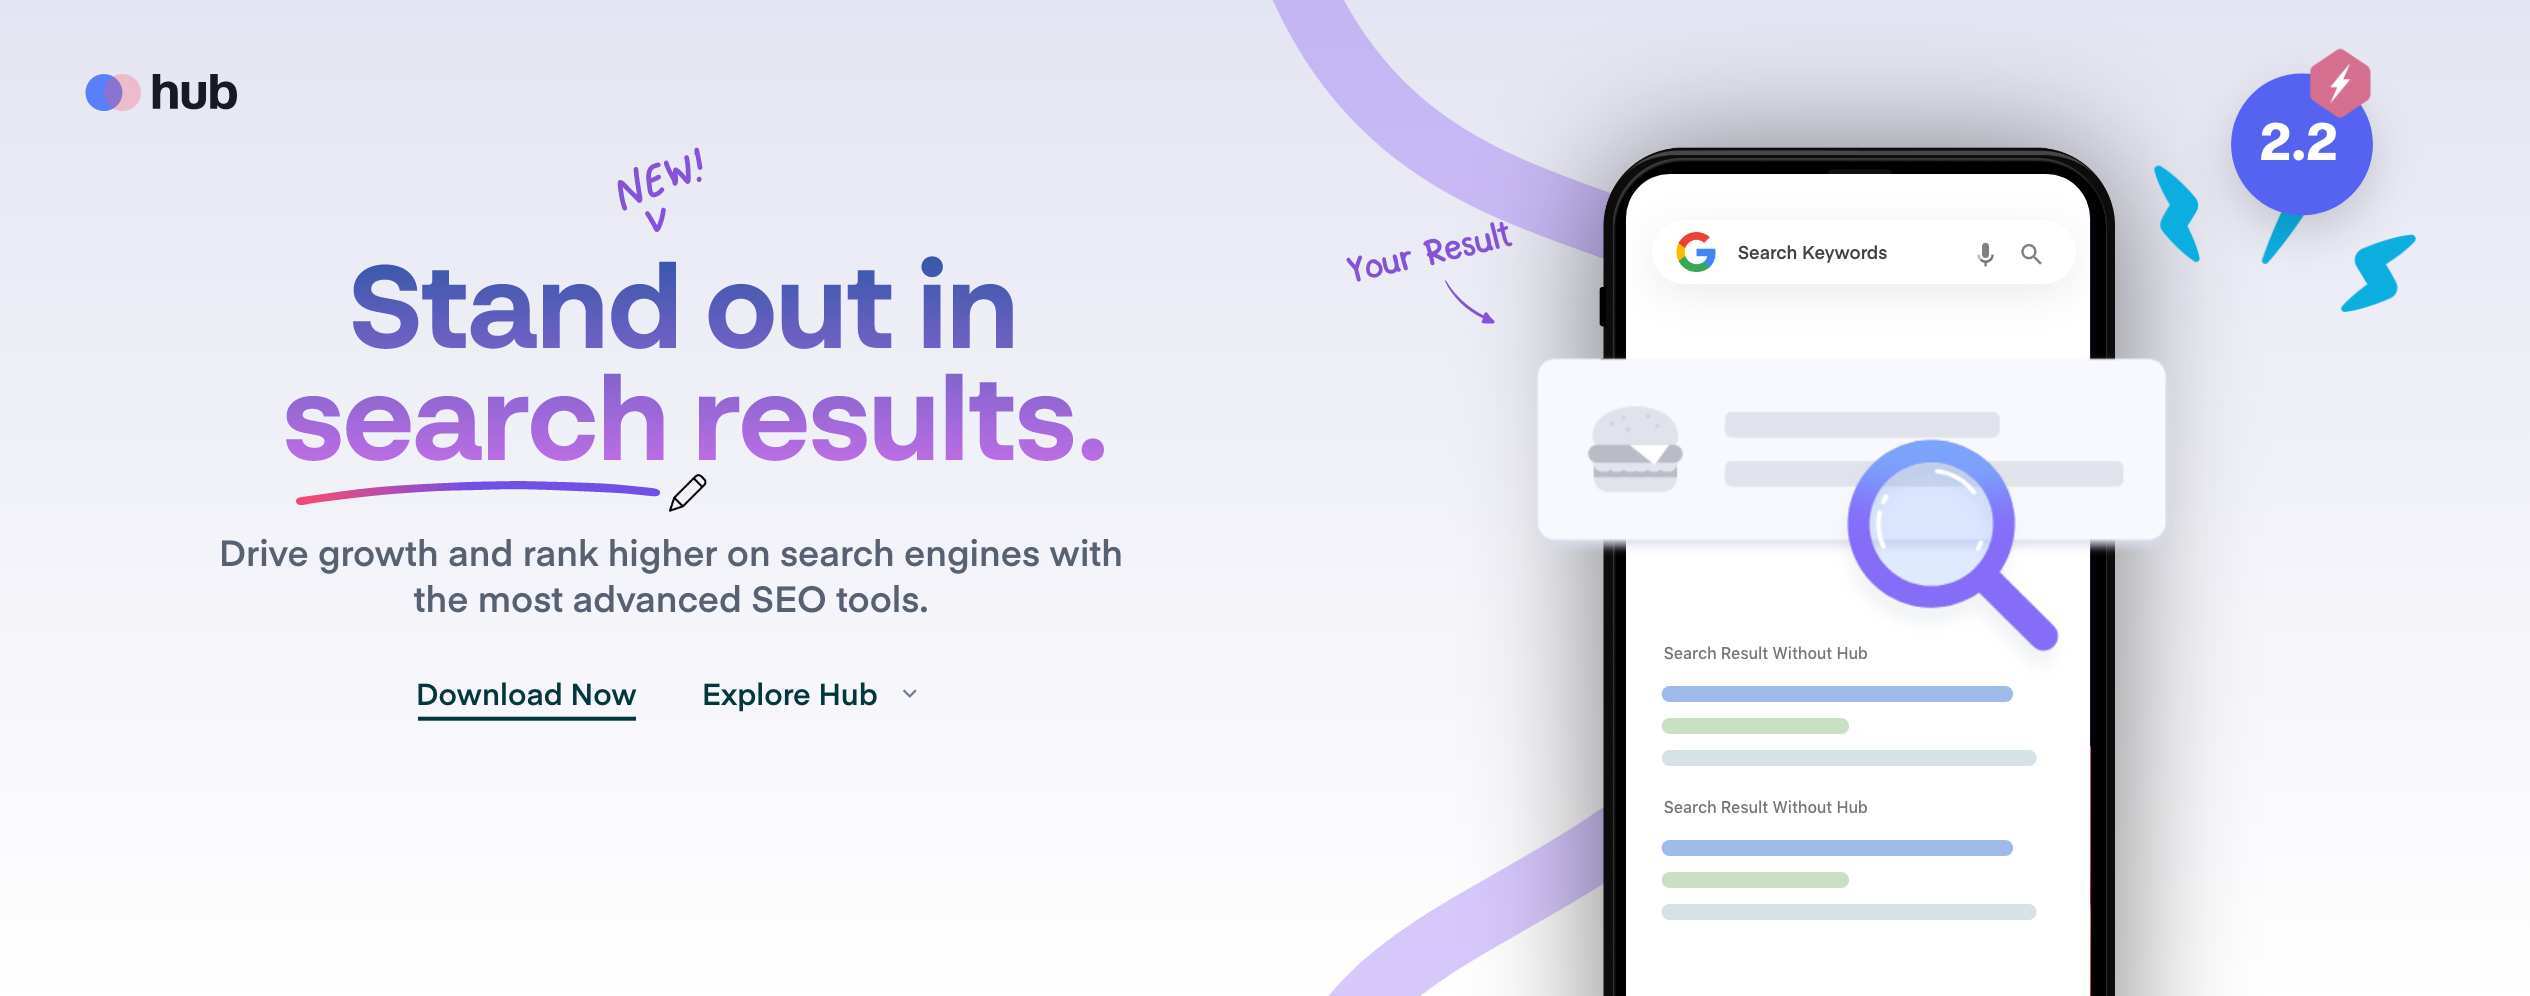 hub
NEW!
Stand out in
search results.
Drive growth and rank higher on search engines with
the most advanced SEO tools.
Download Now
Explore Hub
Your Result
Search Keywords
2.2
Search Result Without Hub
Search Result Without Hub